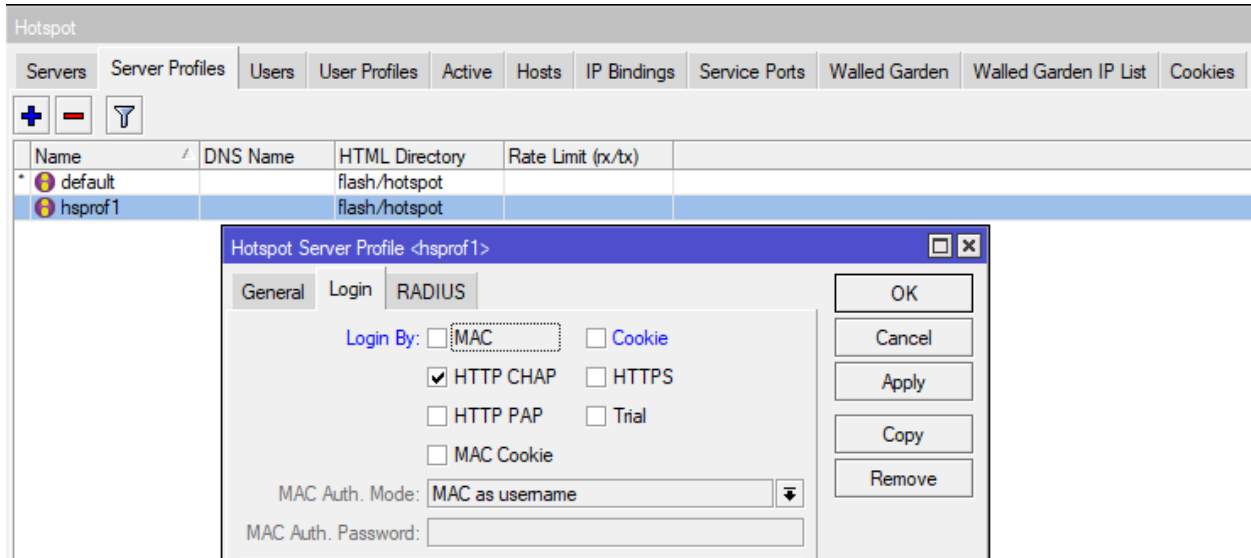 Hotspot
Servers Server Profiles Users User Profiles Active Hosts IP Bindings Service Ports Walled Garden Walled Garden IP List Cookies
Name DNS Name HTML Directory Rate Limit (rx/tx)
* default flash/hotspot
hsprof1 flash/hotspot
Hotspot Server Profile <hsprof1>
General Login RADIUS
OK
Login By: MAC Cookie
Cancel
HTTP CHAP HTTPS
Apply
HTTP PAP Trial
Copy
MAC Cookie
Remove
MAC Auth. Mode: MAC as username
MAC Auth. Password: